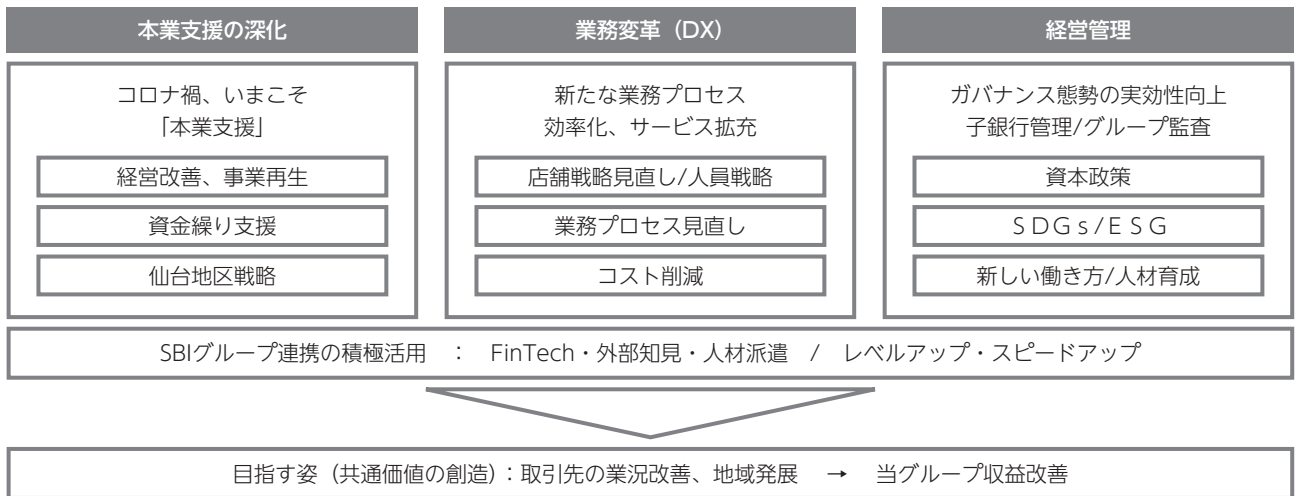 本業支援の深化
コロナ禍、いまこそ
「本業支援」
経営改善、事業再生
資金繰り支援
仙台地区戦略
業務変革（DX）
新たな業務プロセス
効率化、サービス拡充
店舗戦略見直し/人員戦略
業務プロセス見直し
コスト削減
経営管理
ガバナンス態勢の実効性向上
子銀行管理/グループ監査
資本政策
ＳＤＧｓ/ＥＳＧ
新しい働き方/人材育成
SBIグループ連携の積極活用　：　FinTech・外部知見・人材派遣　/　レベルアップ・スピードアップ
目指す姿（共通価値の創造）：取引先の業況改善、地域発展　→　当グループ収益改善